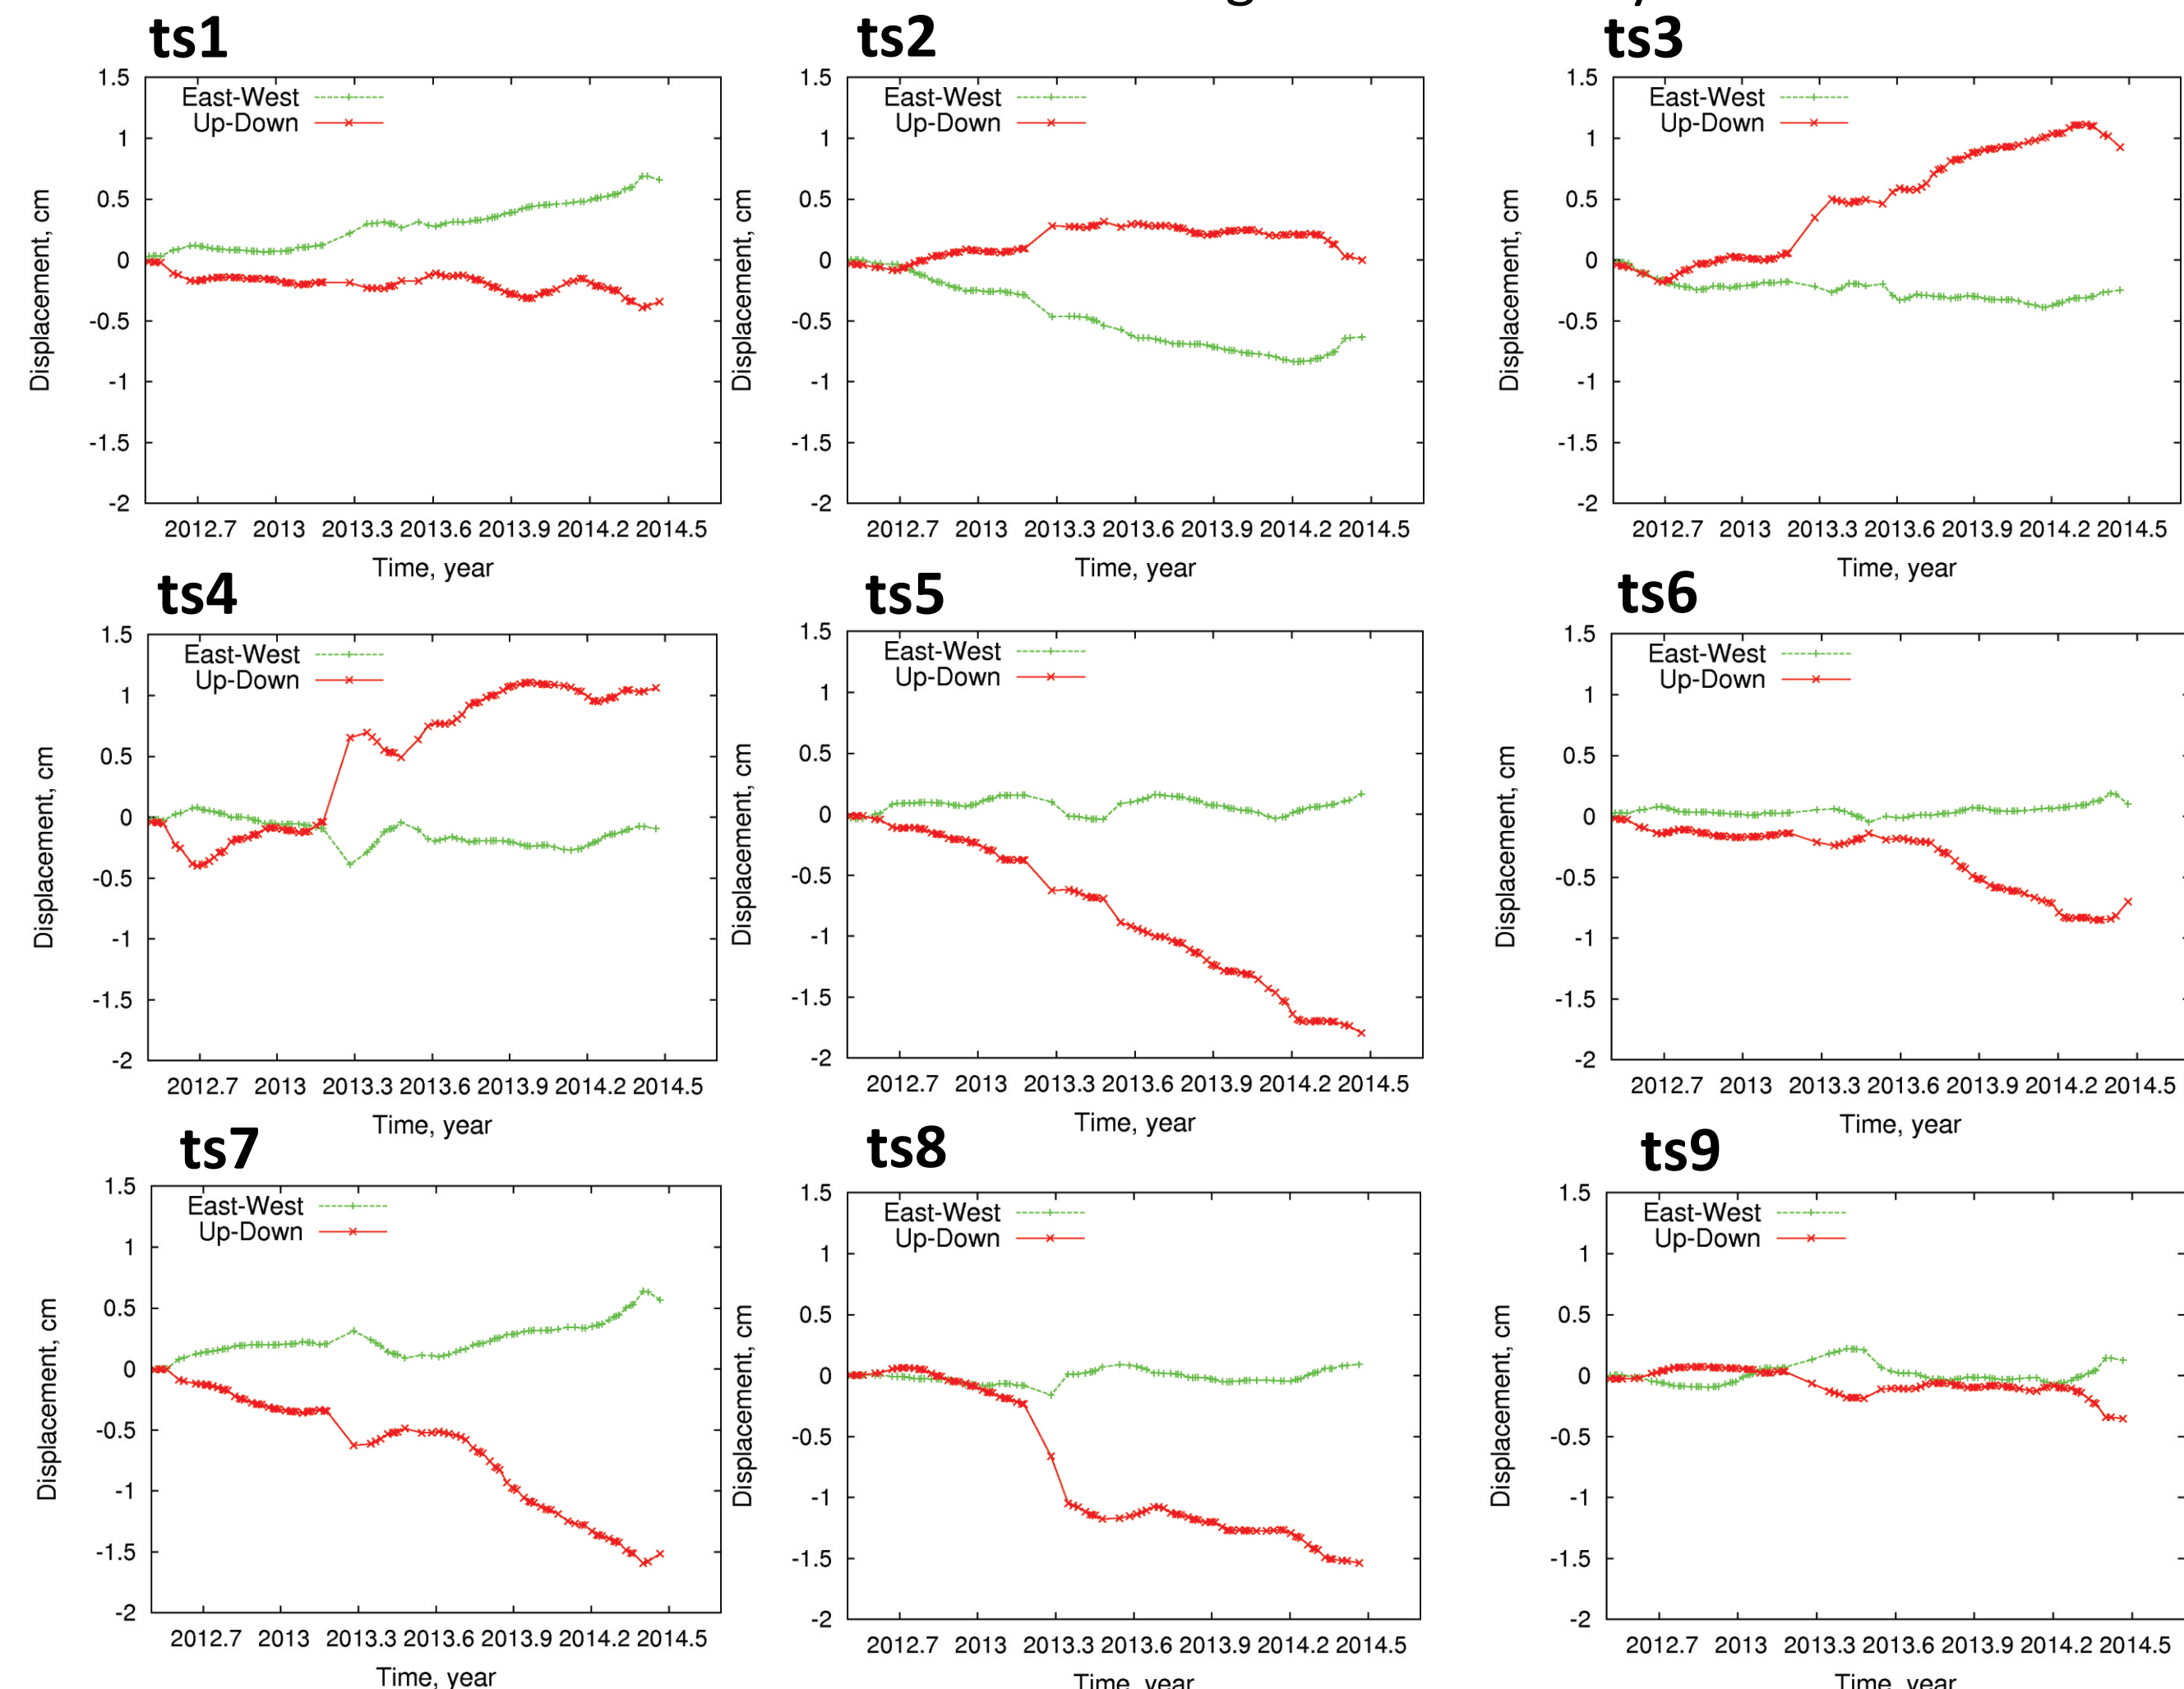 ts1 ts2 ts3
1.5 1.5 1.5
East-West East-West East-West
Up-Down Up-Down Up-Down
1 1 1
0.5 0.5 0.5
0 0 0
-0.5 -0.5 -0.5
-1 -1 -1
-1.5 -1.5 -1.5
-2 -2 -2
Displacement, cm Displacement, cm Displacement, cm
2012.7 2013 2013.3 2013.6 2013.9 2014.2 2014.5 2012.7 2013 2013.3 2013.6 2013.9 2014.2 2014.5 2012.7 2013 2013.3 2013.6 2013.9 2014.2 2014.5
Time, year Time, year Time, year
ts4 ts5 ts6
1.5 1.5 1.5
East-West East-West East-West
Up-Down Up-Down Up-Down
1 1 1
0.5 0.5 0.5
0 0 0
-0.5 -0.5 -0.5
-1 -1 -1
-1.5 -1.5 -1.5
-2 -2 -2
Displacement, cm Displacement, cm Displacement, cm
2012.7 2013 2013.3 2013.6 2013.9 2014.2 2014.5 2012.7 2013 2013.3 2013.6 2013.9 2014.2 2014.5 2012.7 2013 2013.3 2013.6 2013.9 2014.2 2014.5
Time, year Time, year Time, year
ts7 ts8 ts9
1.5 1.5 1.5
East-West East-West East-West
Up-Down Up-Down Up-Down
1 1 1
0.5 0.5 0.5
0 0 0
-0.5 -0.5 -0.5
-1 -1 -1
-1.5 -1.5 -1.5
-2 -2 -2
Displacement, cm Displacement, cm Displacement, cm
2012.7 2013 2013.3 2013.6 2013.9 2014.2 2014.5 2012.7 2013 2013.3 2013.6 2013.9 2014.2 2014.5 2012.7 2013 2013.3 2013.6 2013.9 2014.2 2014.5
Time, year Time, year Time, year